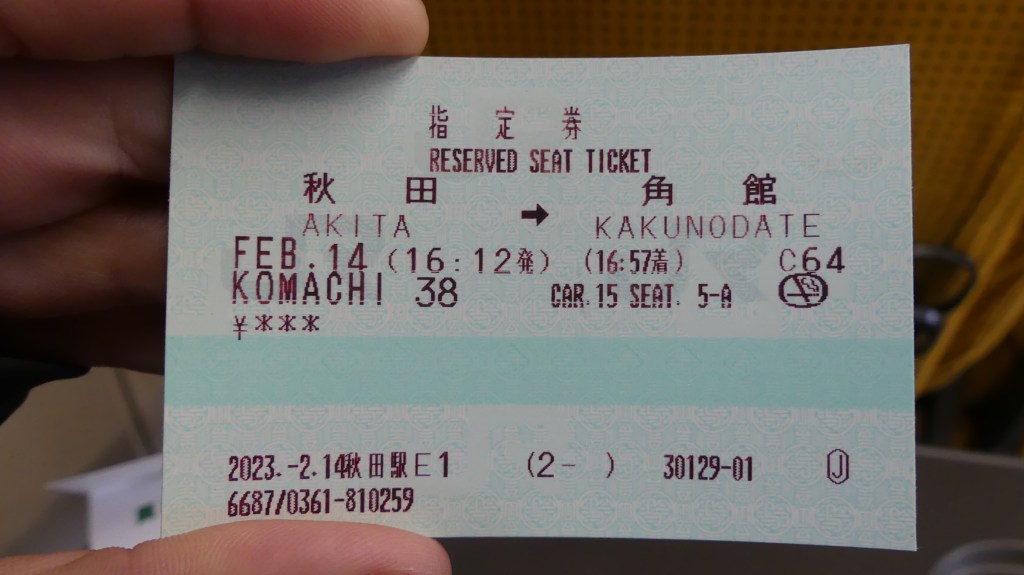 指定券
RESERVED SEAT TICKET
秋田 ➡ 角館
AKITA KAKUNODATE
FEB.14 (16:12発) (16:57着) C64
KOMACHI 38 CAR.15 SEAT. 5-A
¥***
2023.-2.14秋田駅E1 (2- ) 30129-01 Ⓙ
6687/0361-810259